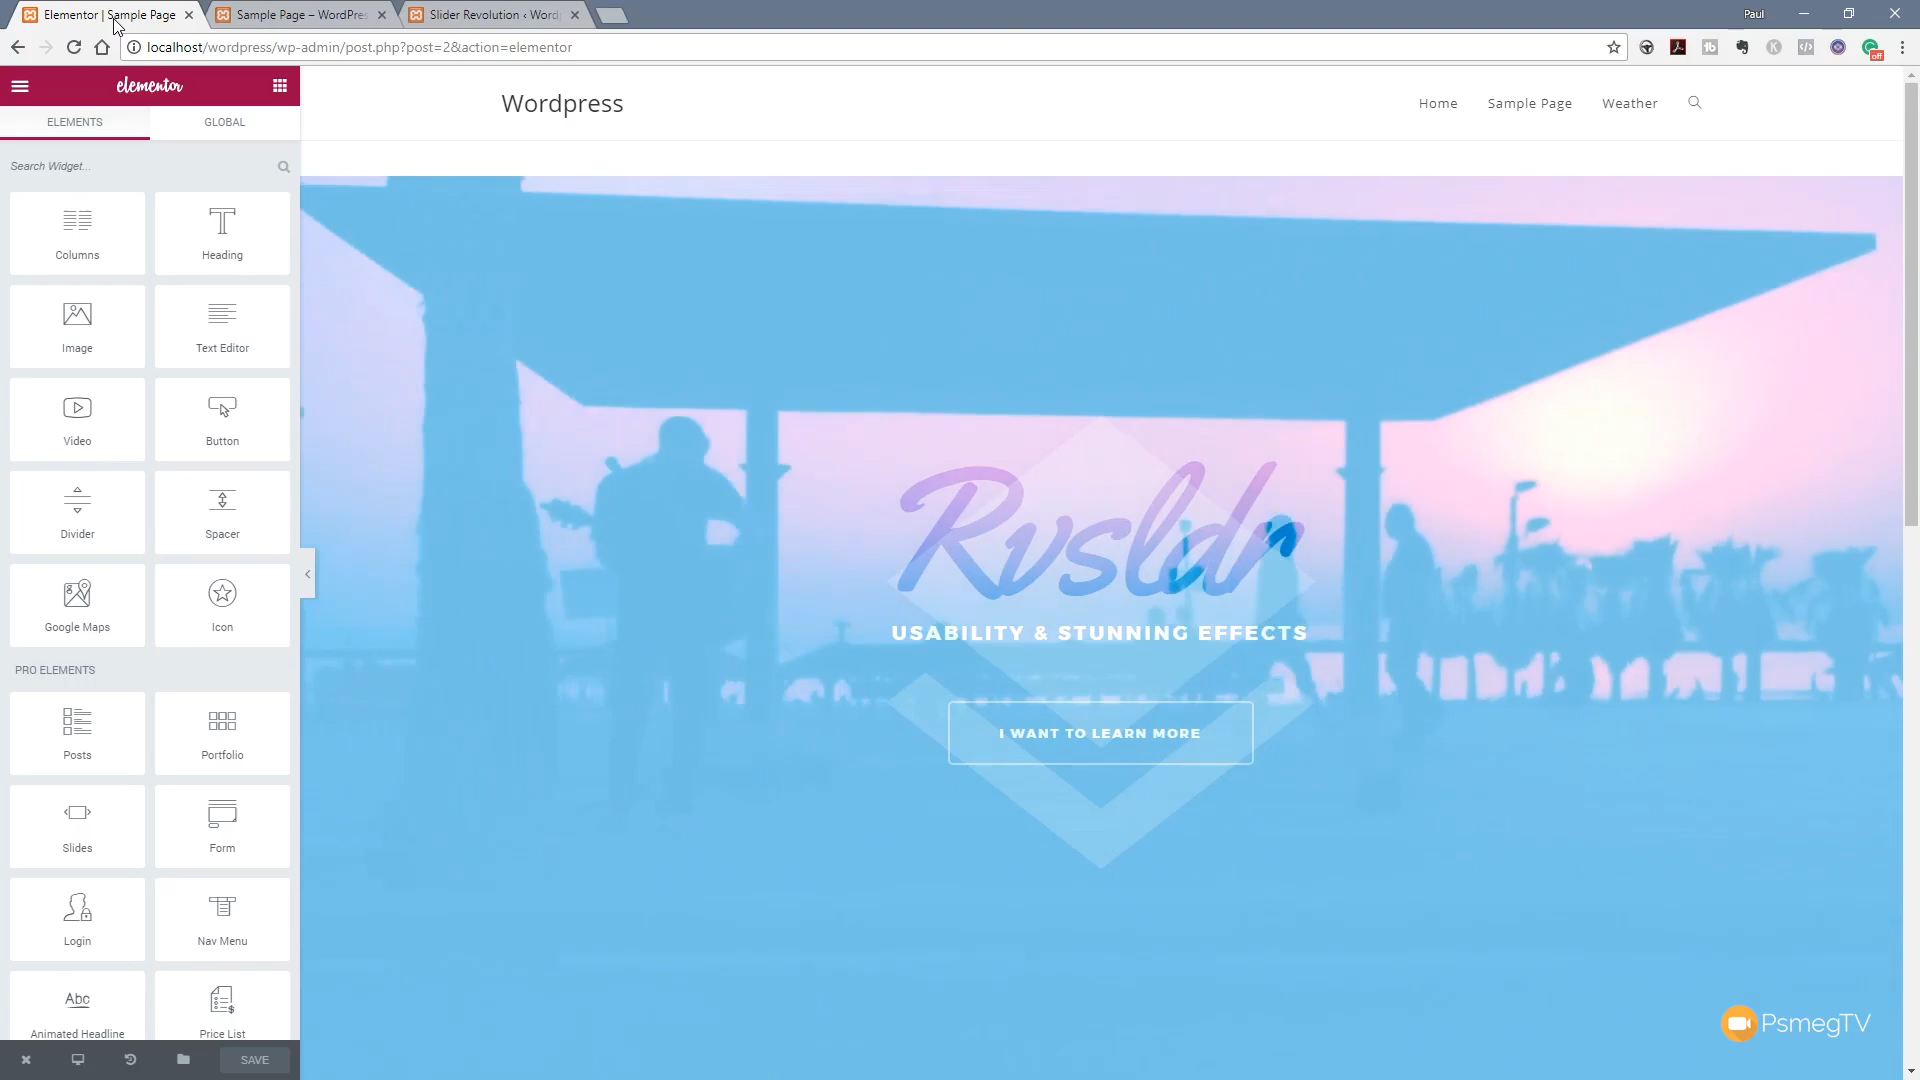 Elementor | Sample Page
Sample Page – WordPres
Slider Revolution ‹ Word
Paul
localhost/wordpress/wp-admin/post.php?post=2&action=elementor
off
elementor
ELEMENTS
GLOBAL
Search Widget...
Columns
Heading
Image
Text Editor
Video
Button
Divider
Spacer
Google Maps
Icon
PRO ELEMENTS
Posts
Portfolio
Slides
Form
Login
Nav Menu
Abc
Animated Headline
Price List
SAVE
Wordpress
Home
Sample Page
Weather
Rvsldr
USABILITY & STUNNING EFFECTS
I WANT TO LEARN MORE
PsmegTV